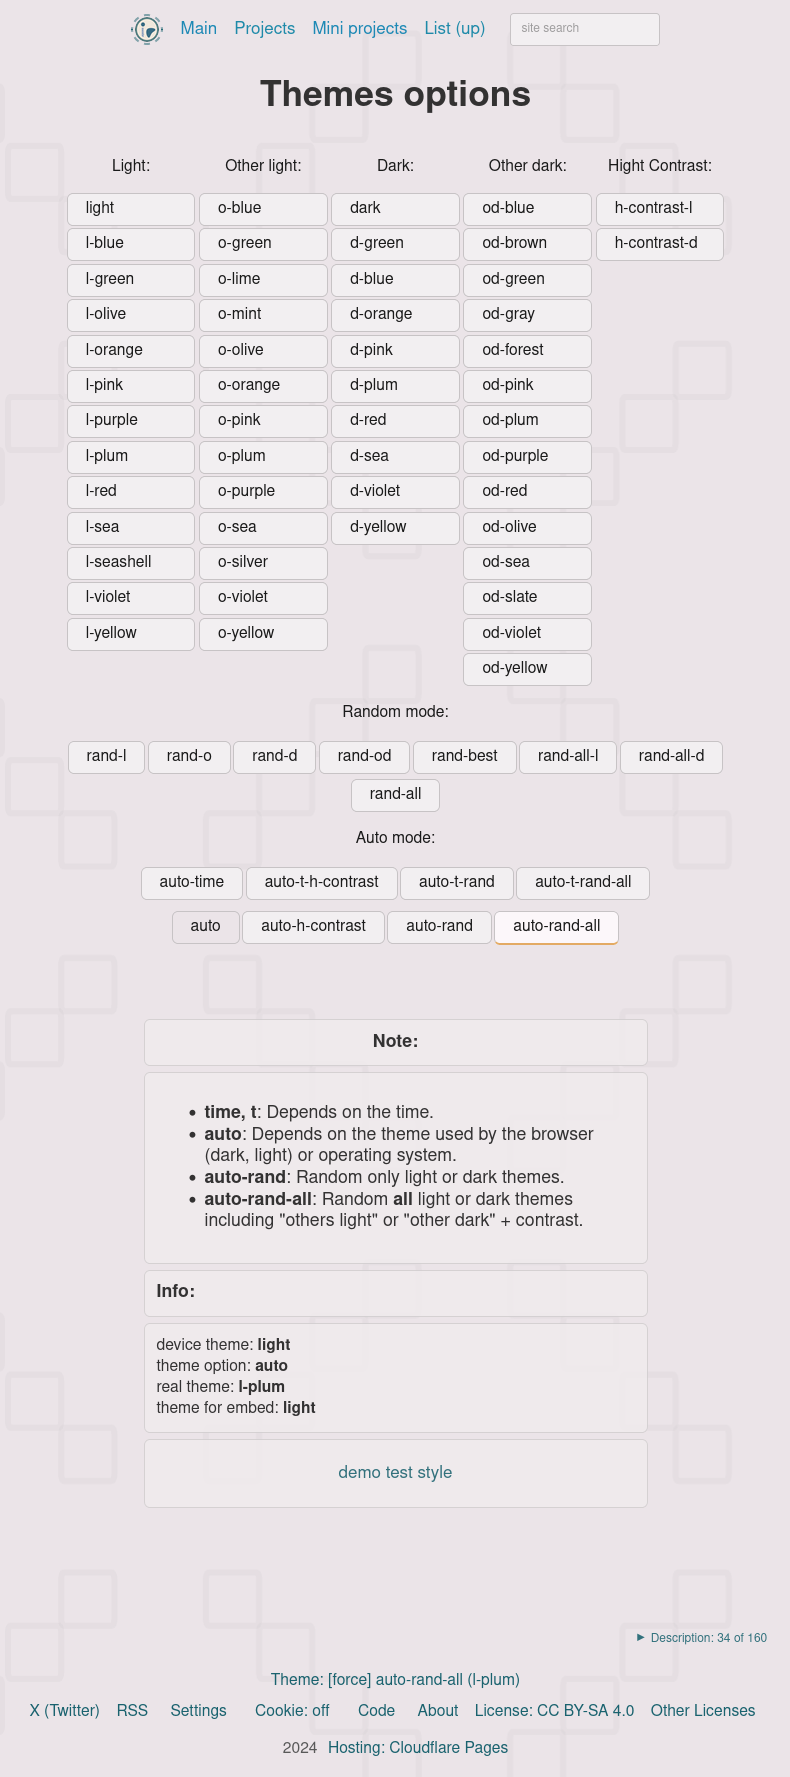 Main Projects Mini projects List (up) site search
Themes options
Light: Other light: Dark: Other dark: Hight Contrast:
light o-blue dark od-blue h-contrast-l
l-blue o-green d-green od-brown h-contrast-d
l-green o-lime d-blue od-green
l-olive o-mint d-orange od-gray
l-orange o-olive d-pink od-forest
l-pink o-orange d-plum od-pink
l-purple o-pink d-red od-plum
l-plum o-plum d-sea od-purple
l-red o-purple d-violet od-red
l-sea o-sea d-yellow od-olive
l-seashell o-silver od-sea
l-violet o-violet od-slate
l-yellow o-yellow od-violet
od-yellow
Random mode:
rand-l rand-o rand-d rand-od rand-best rand-all-l rand-all-d
rand-all
Auto mode:
auto-time auto-t-h-contrast auto-t-rand auto-t-rand-all
auto auto-h-contrast auto-rand auto-rand-all
Note:
• time, t: Depends on the time.
• auto: Depends on the theme used by the browser
(dark, light) or operating system.
• auto-rand: Random only light or dark themes.
• auto-rand-all: Random all light or dark themes
including "others light" or "other dark" + contrast.
Info:
device theme: light
theme option: auto
real theme: l-plum
theme for embed: light
demo test style
► Description: 34 of 160
Theme: [force] auto-rand-all (l-plum)
X (Twitter) RSS Settings Cookie: off Code About License: CC BY-SA 4.0 Other Licenses
2024 Hosting: Cloudflare Pages